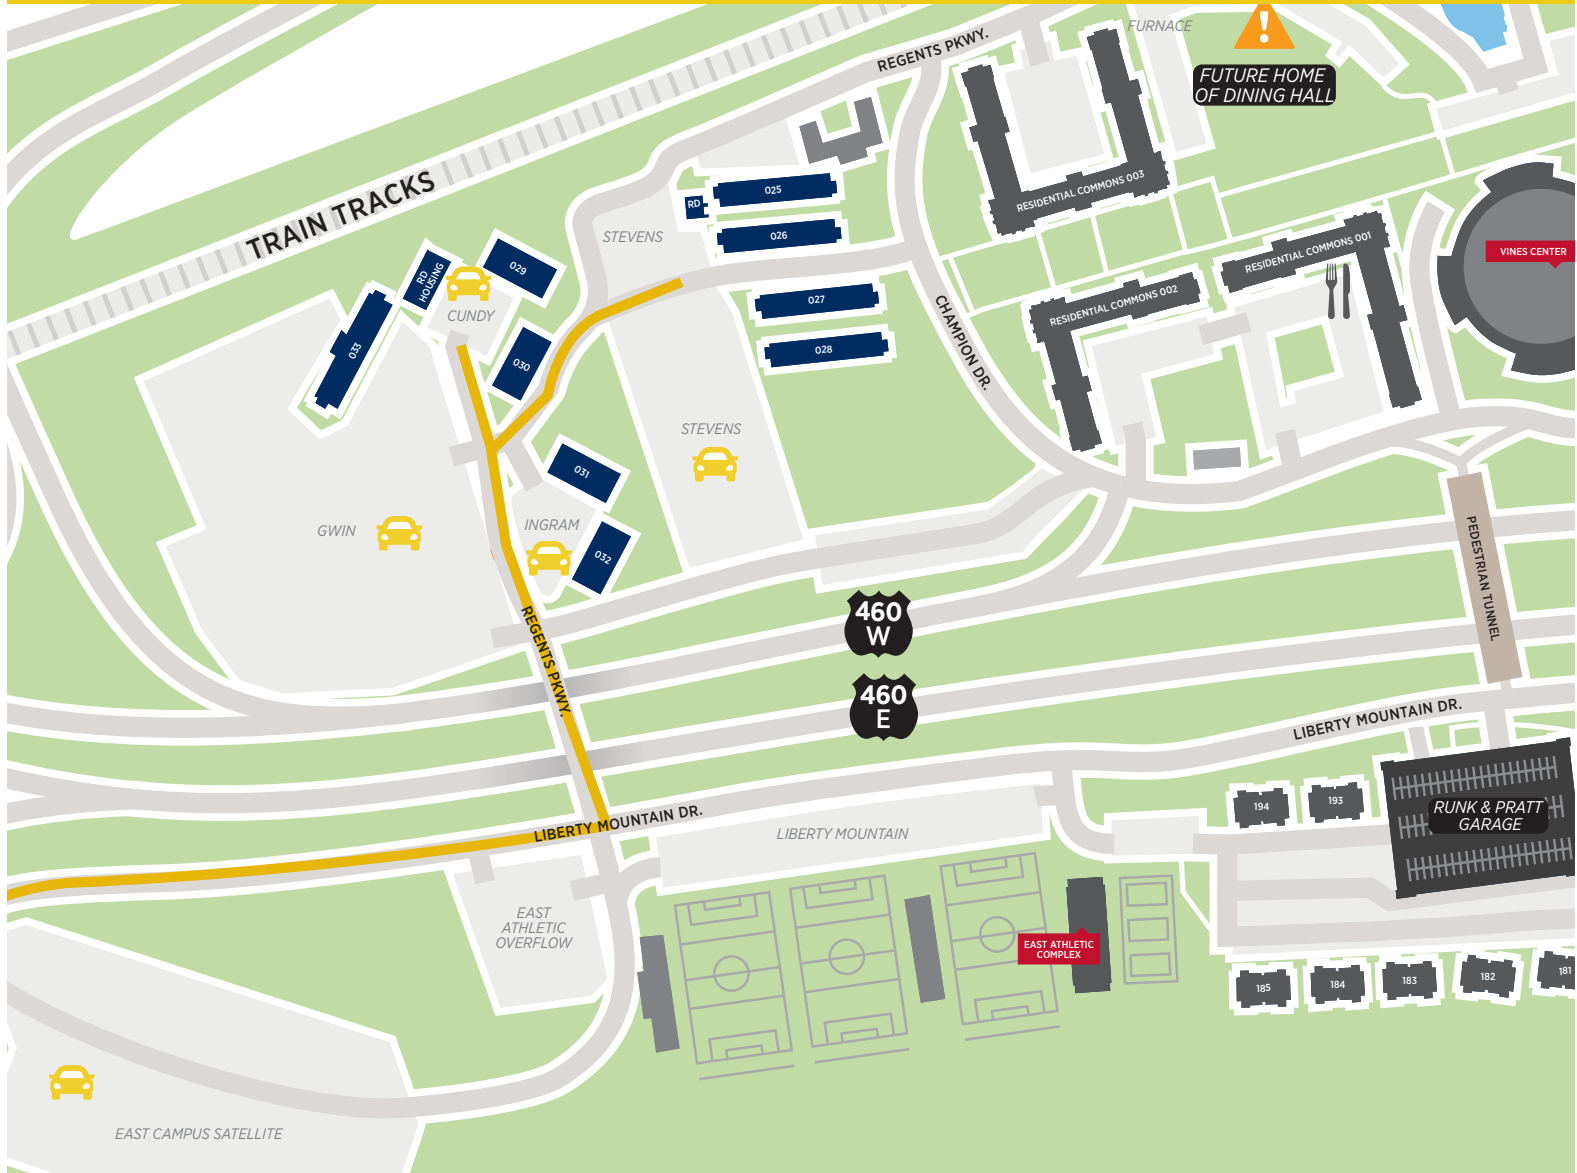 FURNACE
REGENTS PKWY.
FUTURE HOME
OF DINING HALL
TRAIN TRACKS
025
RD
026
STEVENS
RESIDENTIAL COMMONS 003
RESIDENTIAL COMMONS 001
VINES CENTER
029
RD
HOUSING
CUNDY
027
RESIDENTIAL COMMONS 002
CHAMPION DR.
028
033
030
STEVENS
031
GWIN
INGRAM
032
PEDESTRIAN TUNNEL
460
W
REGENTS PKWY.
460
E
LIBERTY MOUNTAIN DR.
194
193
RUNK & PRATT
GARAGE
LIBERTY MOUNTAIN DR.
LIBERTY MOUNTAIN
EAST
ATHLETIC
OVERFLOW
EAST ATHLETIC
COMPLEX
185
184
183
182
181
EAST CAMPUS SATELLITE